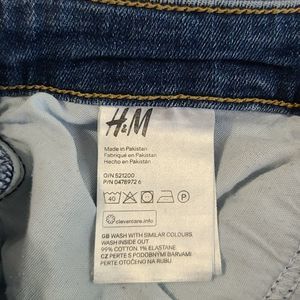 H&M
Made in Pakistan
Fabriqué en Pakistan
Hecho en Pakistán
O/N 521200
P/N 0478972 6
40 P
clevercare.info
GB WASH WITH SIMILAR COLOURS.
WASH INSIDE OUT
99% COTTON. 1% ELASTANE
CZ PERTE S PODOBNÝMI BARVAMI
PERTE OTOČENO NA RUBU